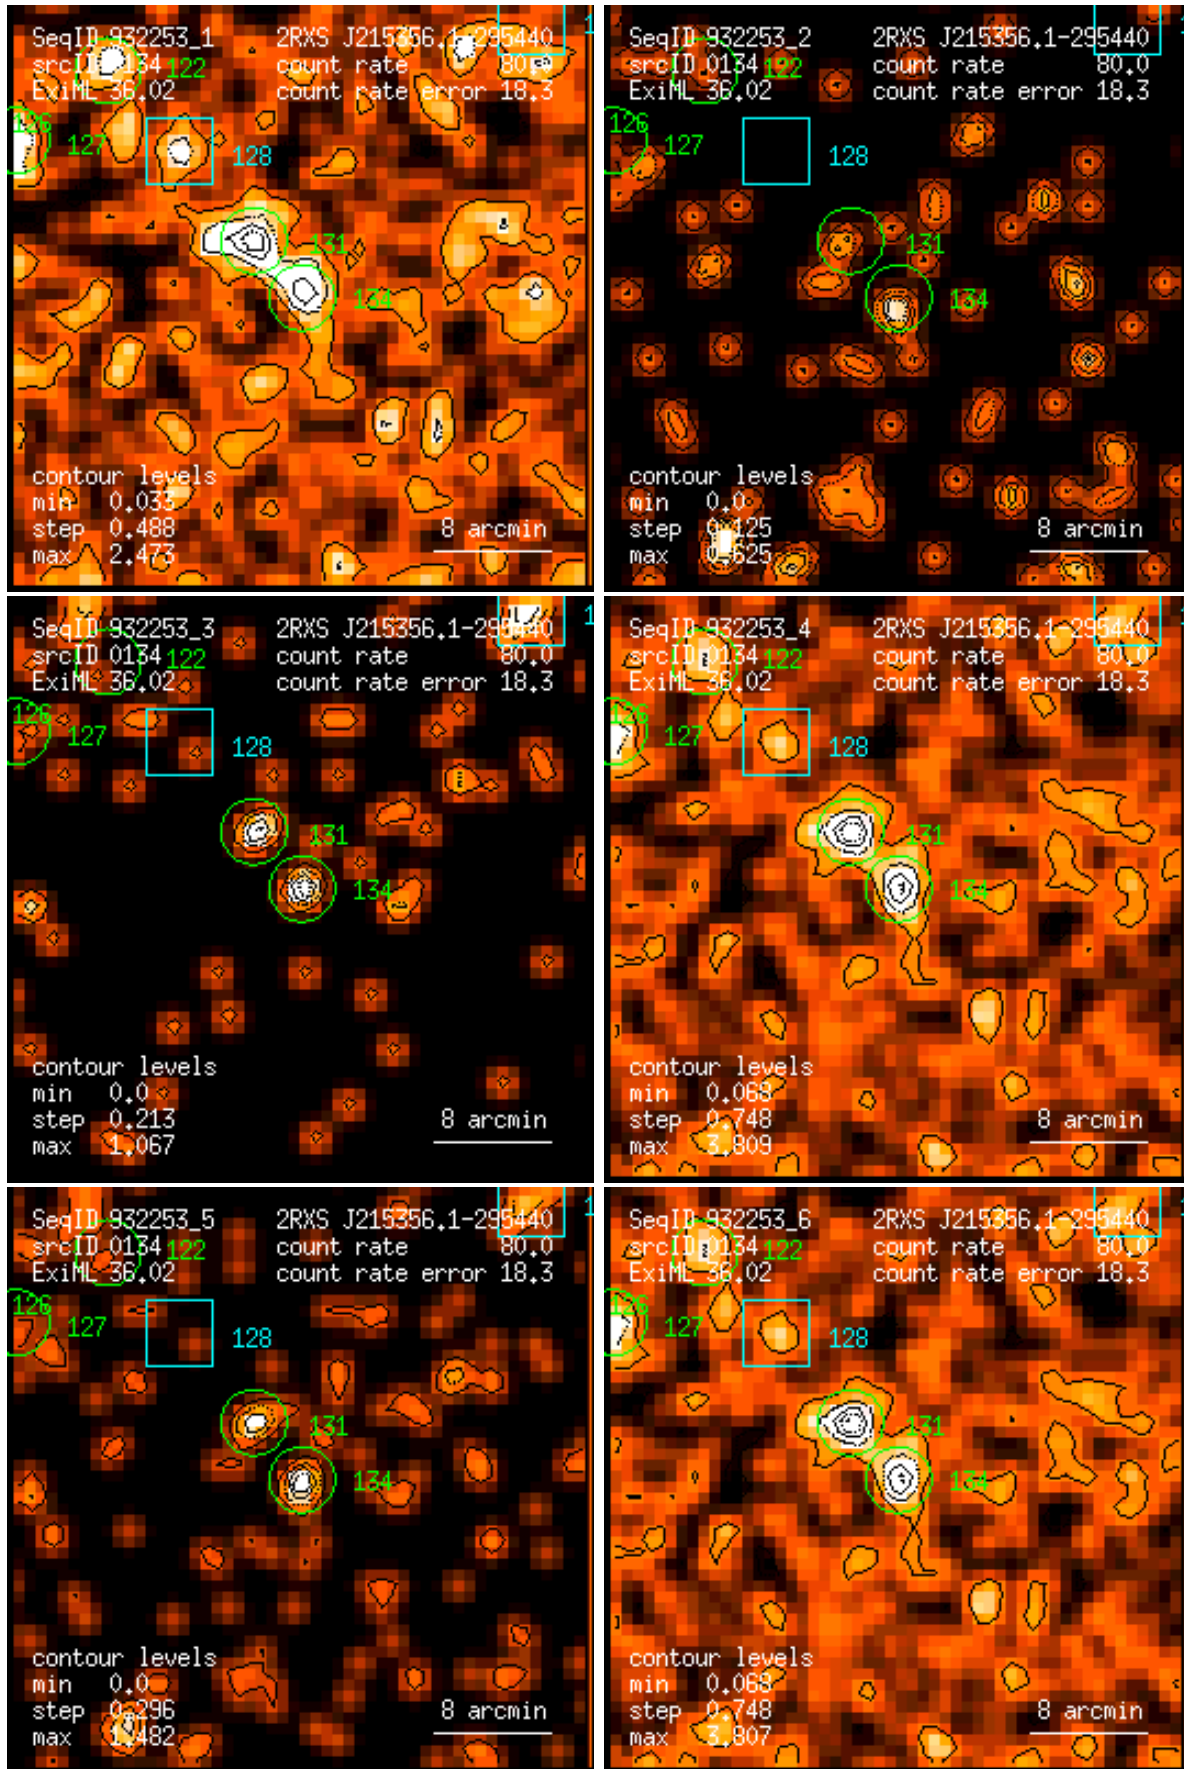 SeqID 932253_1 2RXS J215356.1-295440
srcID 0134 122 count rate 80.0
ExiML 36.02 count rate error 18.3
126
127
128
131
134
contour levels
min 0.033
step 0.488
max 2.473
8 arcmin
SeqID 932253_2 2RXS J215356.1-295440
srcID 0134 122 count rate 80.0
ExiML 36.02 count rate error 18.3
126
127
128
131
134
contour levels
min 0.0
step 0.125
max 0.625
8 arcmin
SeqID 932253_3 2RXS J215356.1-295440
srcID 0134 122 count rate 80.0
ExiML 36.02 count rate error 18.3
126
127
128
131
134
contour levels
min 0.0
step 0.213
max 1.067
8 arcmin
SeqID 932253_4 2RXS J215356.1-295440
srcID 0134 122 count rate 80.0
ExiML 36.02 count rate error 18.3
126
127
128
131
134
contour levels
min 0.068
step 0.748
max 3.809
8 arcmin
SeqID 932253_5 2RXS J215356.1-295440
srcID 0134 122 count rate 80.0
ExiML 36.02 count rate error 18.3
126
127
128
131
134
contour levels
min 0.0
step 0.296
max 1.482
8 arcmin
SeqID 932253_6 2RXS J215356.1-295440
srcID 0134 122 count rate 80.0
ExiML 36.02 count rate error 18.3
126
127
128
131
134
contour levels
min 0.068
step 0.748
max 3.807
8 arcmin